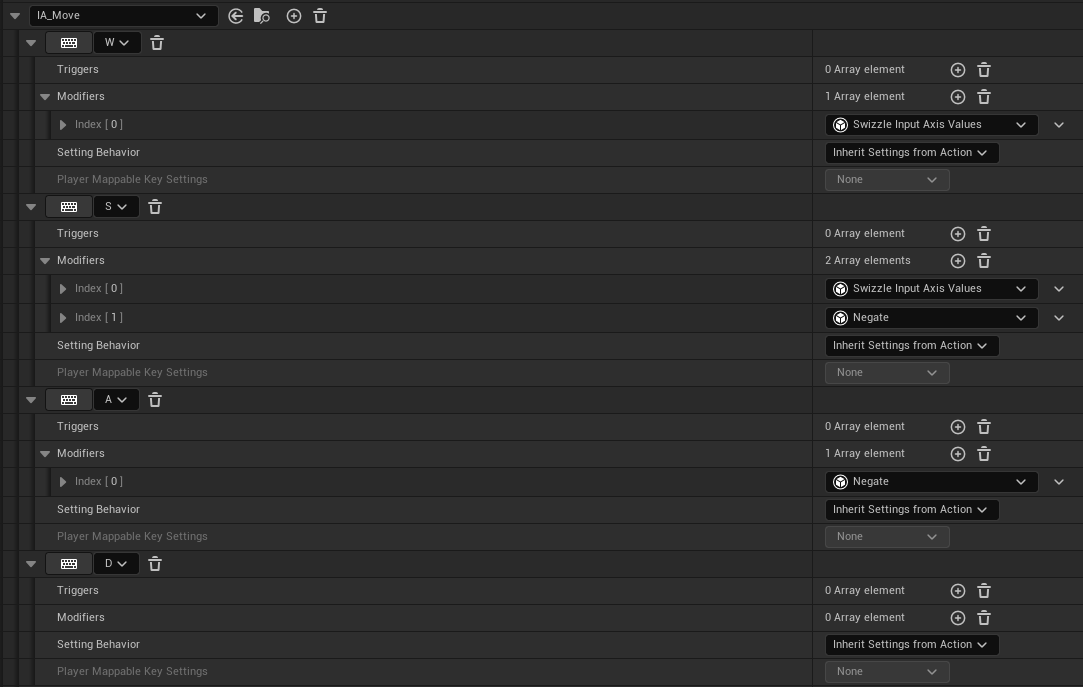 IA_Move
W
Triggers 0 Array element
Modifiers 1 Array element
Index [ 0 ] Swizzle Input Axis Values
Setting Behavior Inherit Settings from Action
Player Mappable Key Settings None
S
Triggers 0 Array element
Modifiers 2 Array elements
Index [ 0 ] Swizzle Input Axis Values
Index [ 1 ] Negate
Setting Behavior Inherit Settings from Action
Player Mappable Key Settings None
A
Triggers 0 Array element
Modifiers 1 Array element
Index [ 0 ] Negate
Setting Behavior Inherit Settings from Action
Player Mappable Key Settings None
D
Triggers 0 Array element
Modifiers 0 Array element
Setting Behavior Inherit Settings from Action
Player Mappable Key Settings None